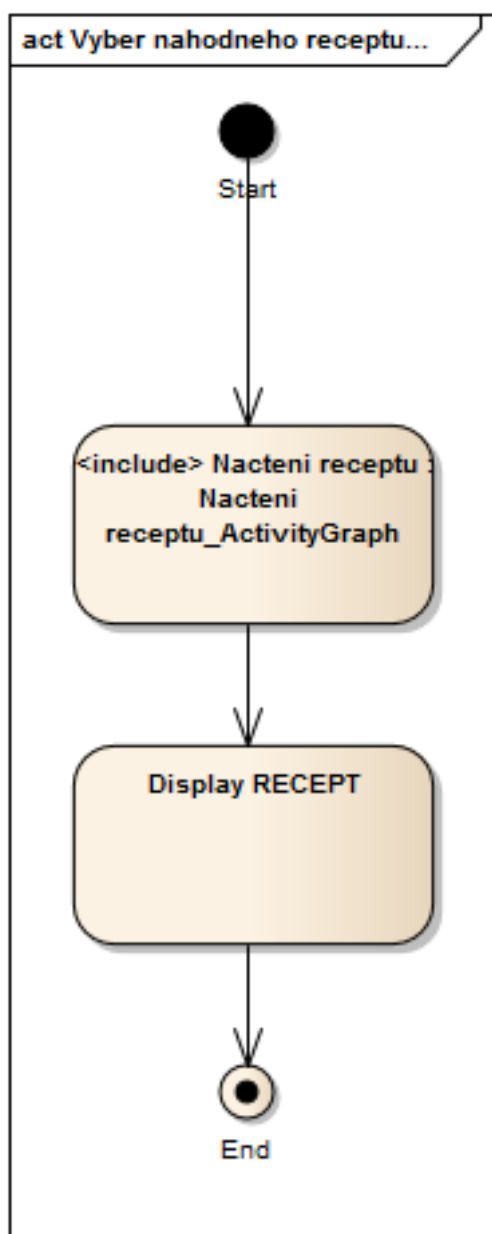 act Vyber nahodneho receptu...
Start
<include> Nacteni receptu :
Nacteni
receptu_ActivityGraph
Display RECEPT
End